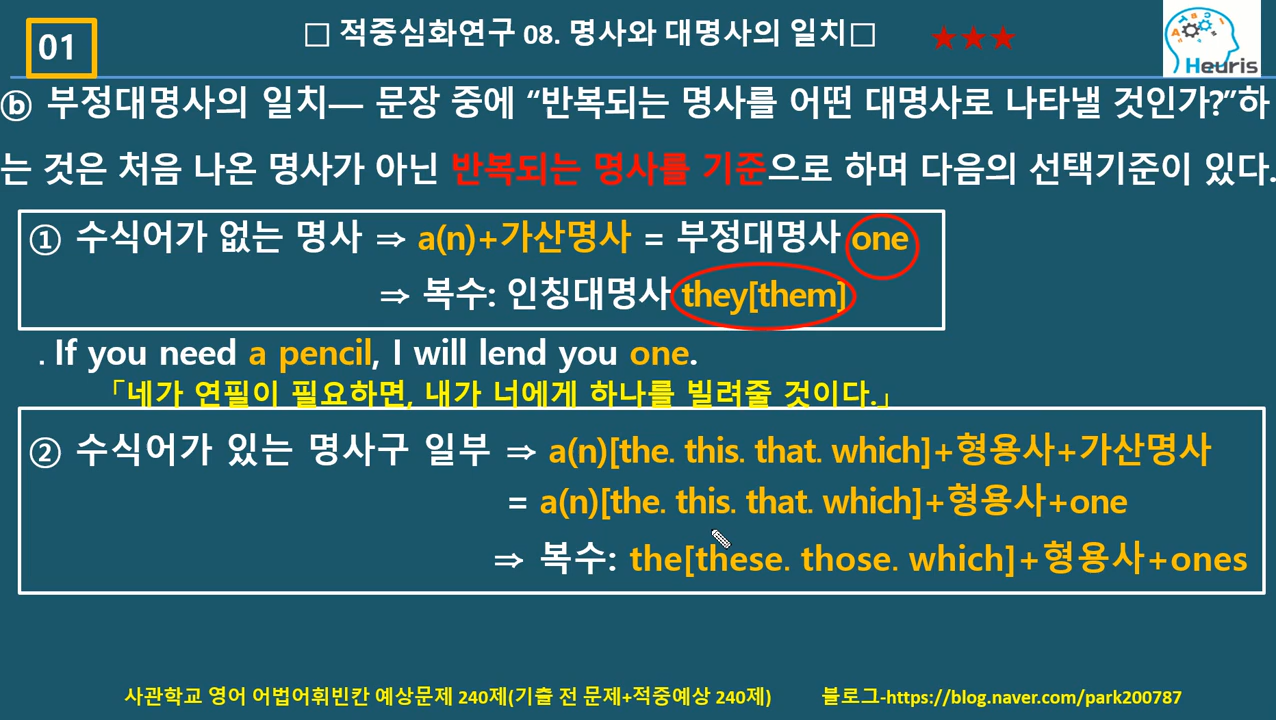 01
□ 적중심화연구 08. 명사와 대명사의 일치□ ★★★
Heuris
ⓑ 부정대명사의 일치— 문장 중에 “반복되는 명사를 어떤 대명사로 나타낼 것인가?”하
는 것은 처음 나온 명사가 아닌 반복되는 명사를 기준으로 하며 다음의 선택기준이 있다.
① 수식어가 없는 명사 ⇒ a(n)+가산명사 = 부정대명사 one
⇒ 복수: 인칭대명사 they[them]
. If you need a pencil, I will lend you one.
「네가 연필이 필요하면, 내가 너에게 하나를 빌려줄 것이다.」
② 수식어가 있는 명사구 일부 ⇒ a(n)[the. this. that. which]+형용사+가산명사
= a(n)[the. this. that. which]+형용사+one
⇒ 복수: the[these. those. which]+형용사+ones
사관학교 영어 어법어휘빈칸 예상문제 240제(기출 전 문제+적중예상 240제) 블로그-https://blog.naver.com/park200787